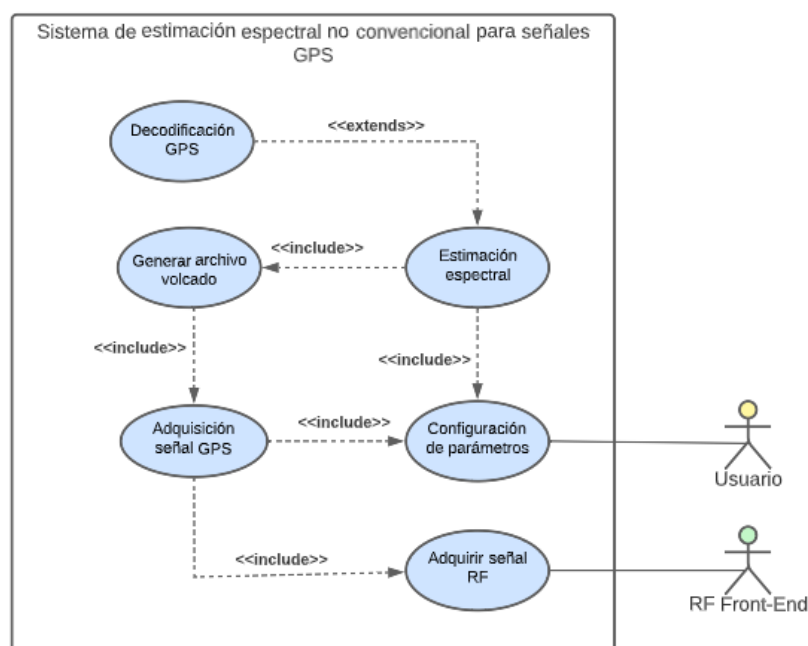 Sistema de estimación espectral no convencional para señales
GPS
Decodificación
GPS
<<extends>>
Generar archivo
volcado
<<include>>
Estimación
espectral
<<include>>
<<include>>
Adquisición
señal GPS
<<include>>
Configuración
de parámetros
Usuario
<<include>>
Adquirir señal
RF
RF Front-End